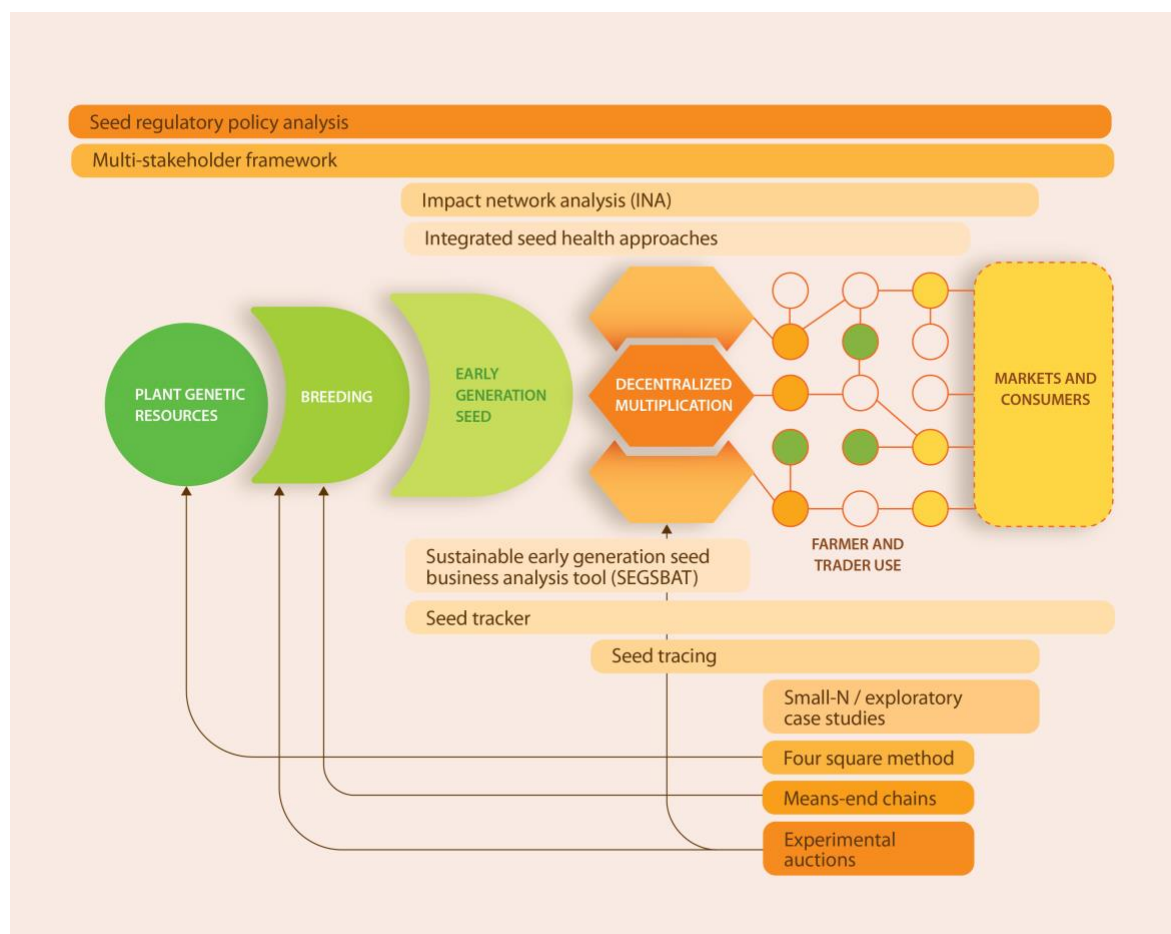 Seed regulatory policy analysis
Multi-stakeholder framework
Impact network analysis (INA)
Integrated seed health approaches
PLANT GENETIC
RESOURCES
BREEDING
EARLY
GENERATION
SEED
DECENTRALIZED
MULTIPLICATION
MARKETS AND
CONSUMERS
FARMER AND
TRADER USE
Sustainable early generation seed
business analysis tool (SEGSBAT)
Seed tracker
Seed tracing
Small-N / exploratory
case studies
Four square method
Means-end chains
Experimental
auctions